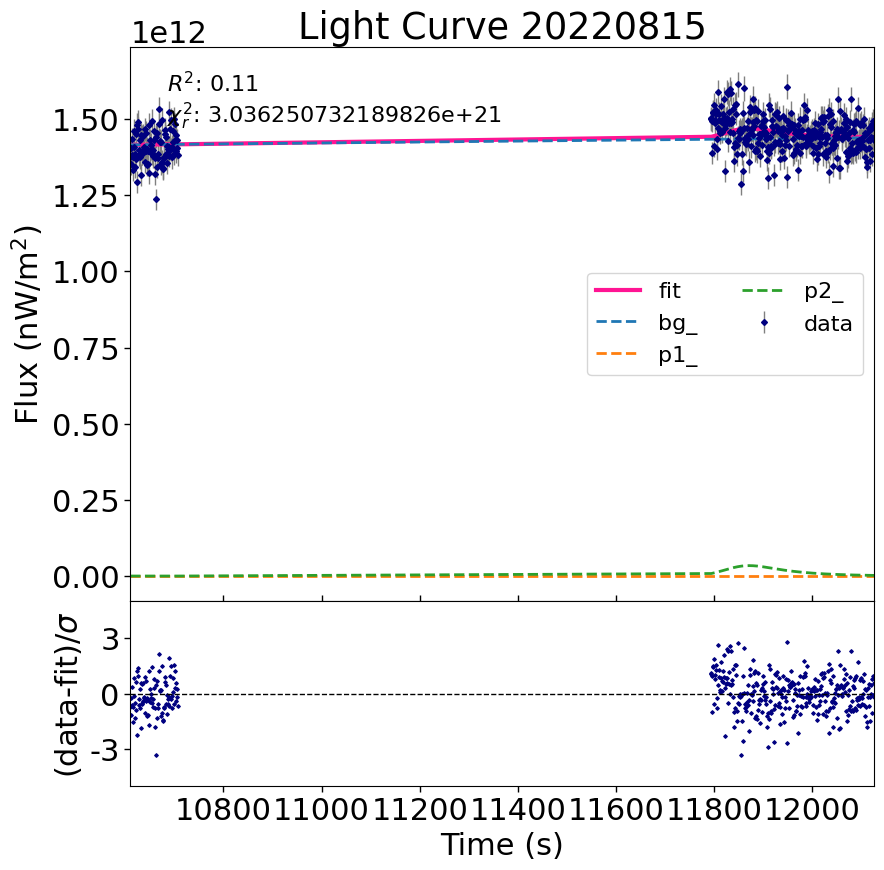 Light Curve 20220815
1e12
R²: 0.11
χ²ᵣ: 3.036250732189826e+21
1.50
1.25
1.00
0.75
0.50
0.25
0.00
Flux (nW/m²)
fit
bg_
p1_
p2_
data
3
0
-3
(data-fit)/σ
10800 11000 11200 11400 11600 11800 12000
Time (s)